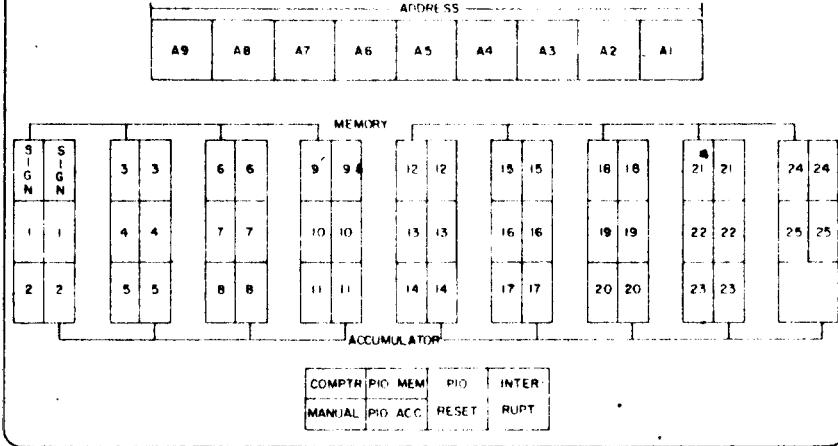 ADDRESS
A9 A8 A7 A6 A5 A4 A3 A2 A1
MEMORY
SIGN SIGN 3 3 6 6 9 9 12 12 15 15 18 18 21 21 24 24
1 1 4 4 7 7 10 10 13 13 16 16 19 19 22 22 25 25
2 2 5 5 8 8 11 11 14 14 17 17 20 20 23 23
ACCUMULATOR
COMPTR PIO MEM PIO INTER
MANUAL PIO ACC RESET RUPT